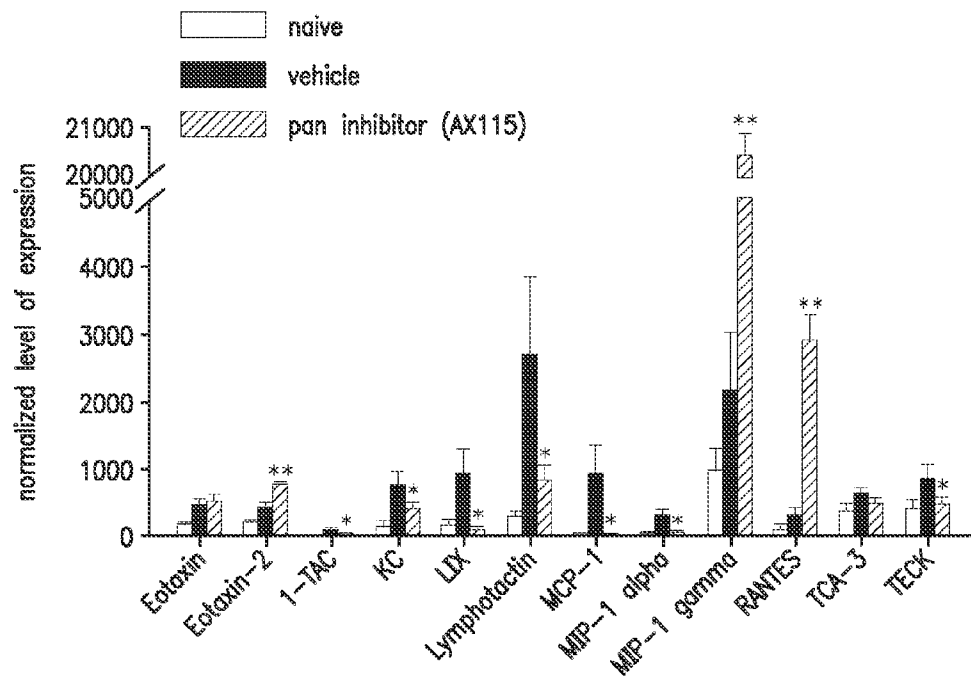 naive
vehicle
pan inhibitor (AX115)
normalized level of expression
21000
20000
5000
4000
3000
2000
1000
0
**
**
**
*
*
*
*
*
*
*
Eotaxin
Eotaxin-2
1-TAC
KC
LIX
Lymphotactin
MCP-1
MIP-1 alpha
MIP-1 gamma
RANTES
TCA-3
TECK